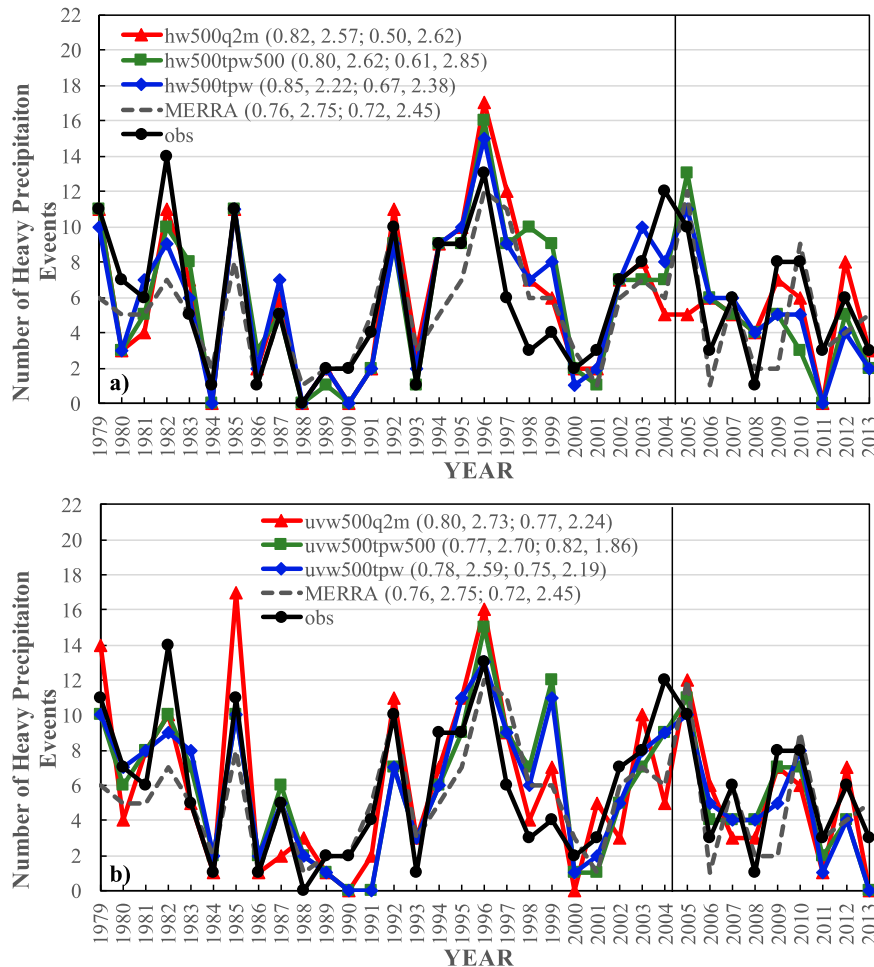 22
20
18
16
14
12
10
8
6
4
2
0
Number of Heavy Precipitaiton
Eveents
hw500q2m (0.82, 2.57; 0.50, 2.62)
hw500tpw500 (0.80, 2.62; 0.61, 2.85)
hw500tpw (0.85, 2.22; 0.67, 2.38)
MERRA (0.76, 2.75; 0.72, 2.45)
obs
a)
1979 1980 1981 1982 1983 1984 1985 1986 1987 1988 1989 1990 1991 1992 1993 1994 1995 1996 1997 1998 1999 2000 2001 2002 2003 2004 2005 2006 2007 2008 2009 2010 2011 2012 2013
YEAR
22
20
18
16
14
12
10
8
6
4
2
0
Number of Heavy Precipitaiton
Eveents
uvw500q2m (0.80, 2.73; 0.77, 2.24)
uvw500tpw500 (0.77, 2.70; 0.82, 1.86)
uvw500tpw (0.78, 2.59; 0.75, 2.19)
MERRA (0.76, 2.75; 0.72, 2.45)
obs
b)
1979 1980 1981 1982 1983 1984 1985 1986 1987 1988 1989 1990 1991 1992 1993 1994 1995 1996 1997 1998 1999 2000 2001 2002 2003 2004 2005 2006 2007 2008 2009 2010 2011 2012 2013
YEAR